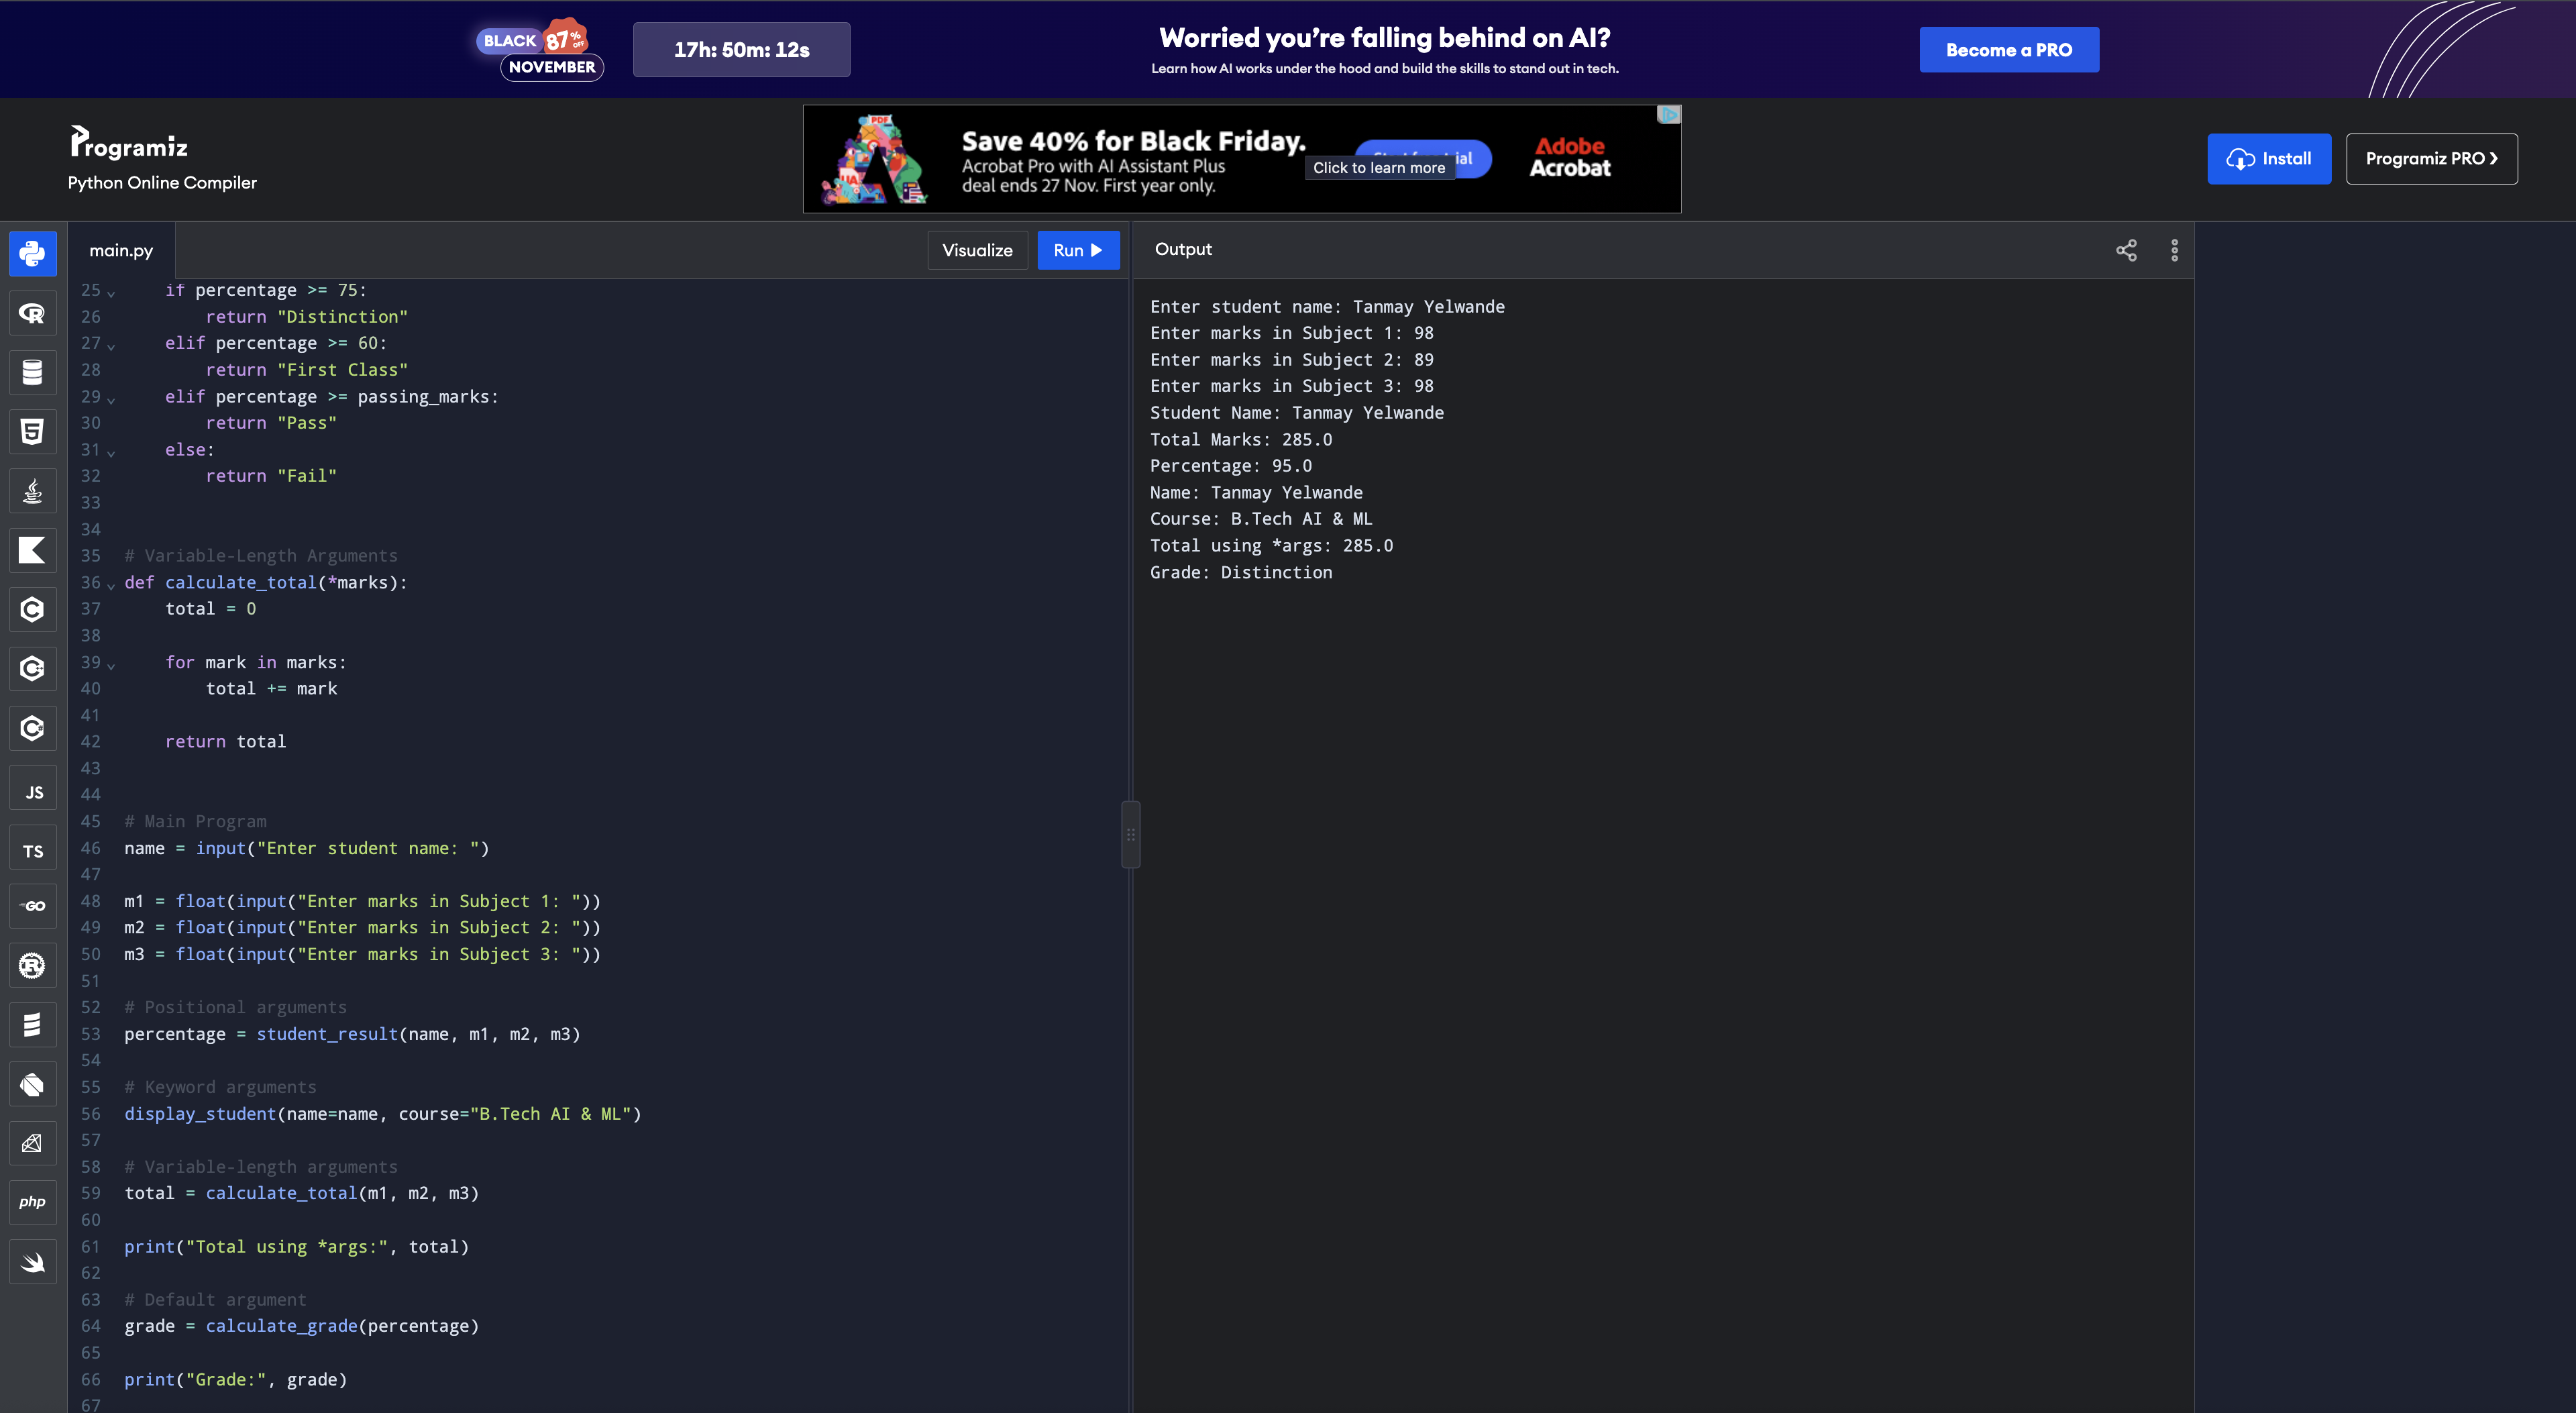 BLACK 87% OFF
NOVEMBER
17h: 50m: 12s
Worried you’re falling behind on AI?
Learn how AI works under the hood and build the skills to stand out in tech.
Become a PRO
Programiz
Python Online Compiler
Save 40% for Black Friday.
Acrobat Pro with AI Assistant Plus
deal ends 27 Nov. First year only.
Click to learn more
Adobe
Acrobat
Install
Programiz PRO ❯
main.py
Visualize
Run
25     if percentage >= 75:
26         return "Distinction"
27     elif percentage >= 60:
28         return "First Class"
29     elif percentage >= passing_marks:
30         return "Pass"
31     else:
32         return "Fail"
33
34
35 # Variable-Length Arguments
36 def calculate_total(*marks):
37     total = 0
38
39     for mark in marks:
40         total += mark
41
42     return total
43
44
45 # Main Program
46 name = input("Enter student name: ")
47
48 m1 = float(input("Enter marks in Subject 1: "))
49 m2 = float(input("Enter marks in Subject 2: "))
50 m3 = float(input("Enter marks in Subject 3: "))
51
52 # Positional arguments
53 percentage = student_result(name, m1, m2, m3)
54
55 # Keyword arguments
56 display_student(name=name, course="B.Tech AI & ML")
57
58 # Variable-length arguments
59 total = calculate_total(m1, m2, m3)
60
61 print("Total using *args:", total)
62
63 # Default argument
64 grade = calculate_grade(percentage)
65
66 print("Grade:", grade)
67
Output
Enter student name: Tanmay Yelwande
Enter marks in Subject 1: 98
Enter marks in Subject 2: 89
Enter marks in Subject 3: 98
Student Name: Tanmay Yelwande
Total Marks: 285.0
Percentage: 95.0
Name: Tanmay Yelwande
Course: B.Tech AI & ML
Total using *args: 285.0
Grade: Distinction
JS
TS
GO
php